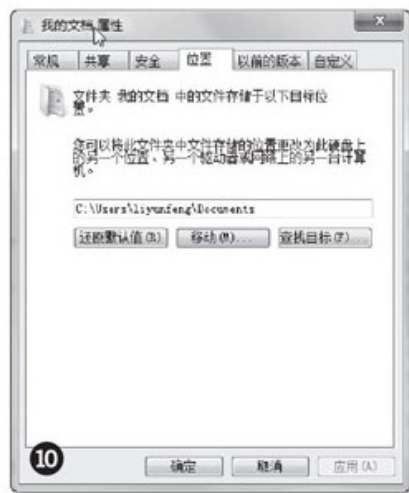 我的文档 属性
常规 共享 安全 位置 以前的版本 自定义
文件夹 我的文档 中的文件存储于以下目标位
置。
您可以将此文件夹中文件存储的位置更改为此硬盘上
的另一个位置、另一个驱动器或网络上的另一台计算
机。
C:\Users\liyunfeng\Documents
还原默认值(R) 移动(M)... 查找目标(F)...
10
确定 取消 应用(A)